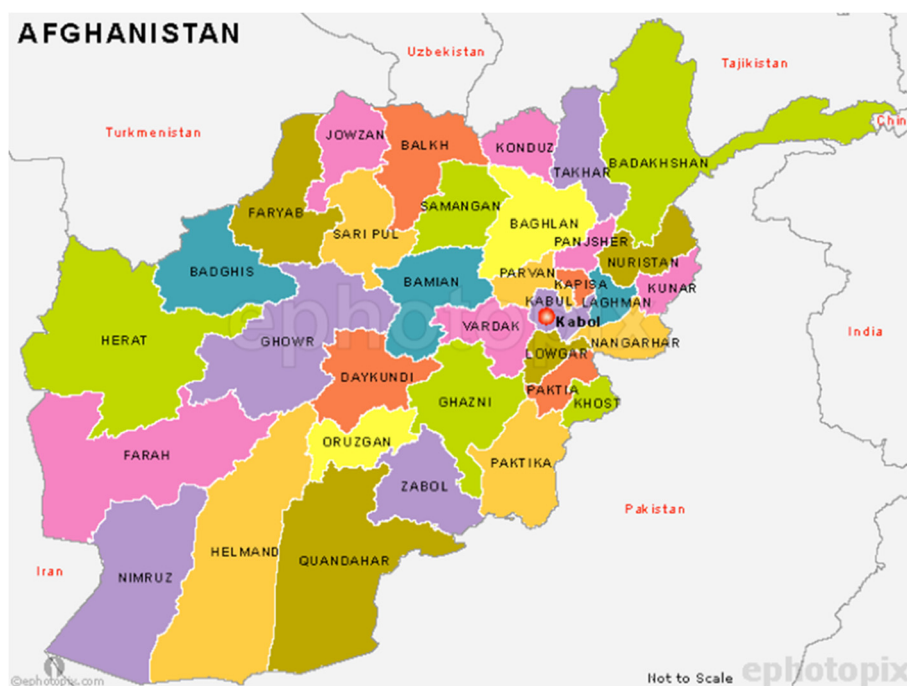 AFGHANISTAN
Uzbekistan
Tajikistan
Turkmenistan
Chin
JOWZAN
BALKH
KONDUZ
TAKHAR
BADAKHSHAN
FARYAB
SAMANGAN
BAGHLAN
SARI PUL
PANJSHER
NURISTAN
BADGHIS
BAMIAN
PARVAN
KAPISA
KUNAR
KABUL
LAGHMAN
Kabol
ephotopix
HERAT
GHOWR
VARDAK
NANGARHAR
India
LOWGAR
DAYKUNDI
PAKTIA
GHAZNI
KHOST
ORUZGAN
FARAH
PAKTIKA
ZABOL
Pakistan
HELMAND
QUANDAHAR
Iran
NIMRUZ
©ephotopix.com
Not to Scale
ephotopix